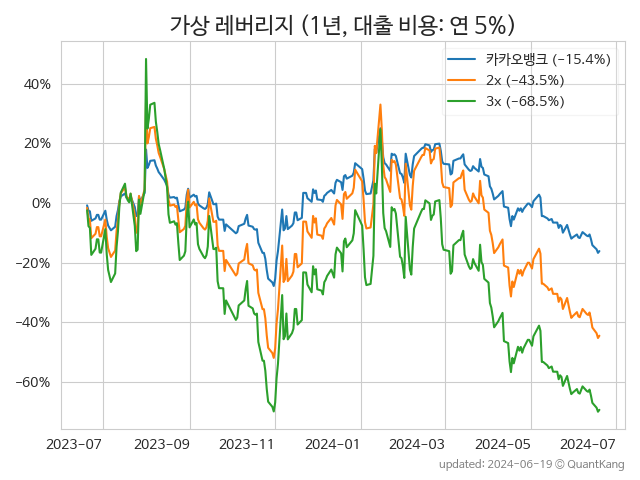 가상 레버리지 (1년, 대출 비용: 연 5%)
카카오뱅크 (−15.4%)
2x (−43.5%)
3x (−68.5%)
40%
20%
0%
−20%
−40%
−60%
2023-07 2023-09 2023-11 2024-01 2024-03 2024-05 2024-07
updated: 2024-06-19 ⓒ QuantKang